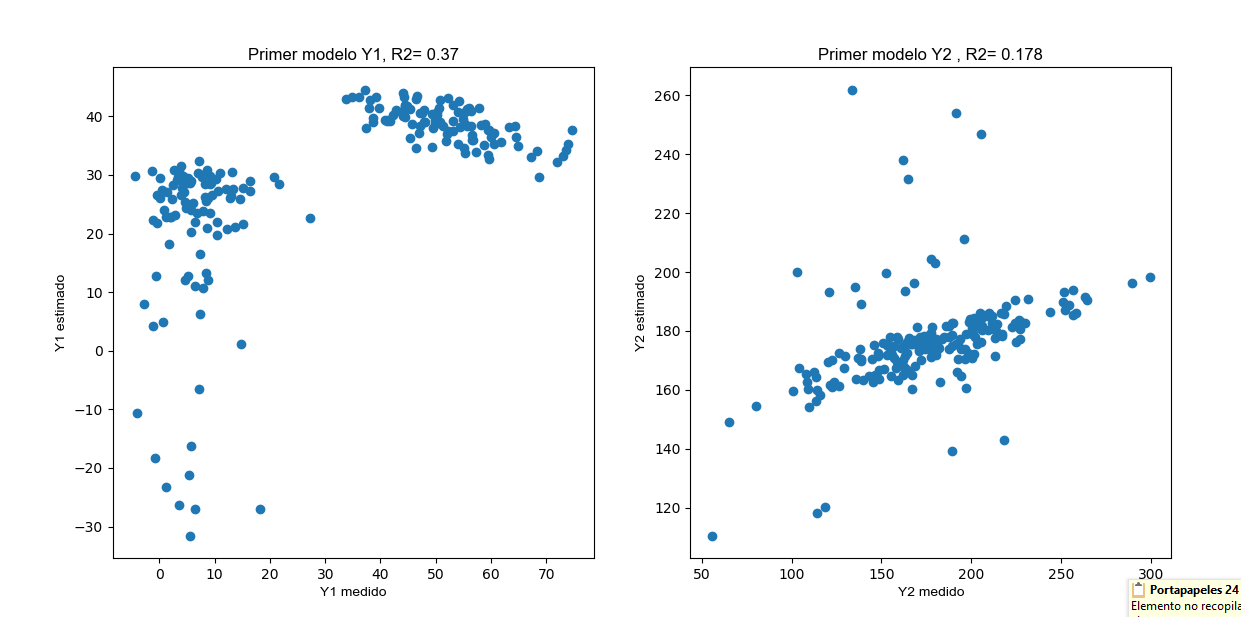 Primer modelo Y1, R2= 0.37
Y1 estimado
40
30
20
10
0
−10
−20
−30
0 10 20 30 40 50 60 70
Y1 medido
Primer modelo Y2 , R2= 0.178
Y2 estimado
260
240
220
200
180
160
140
120
50 100 150 200 250 300
Y2 medido
Portapapeles 24
Elemento no recopila